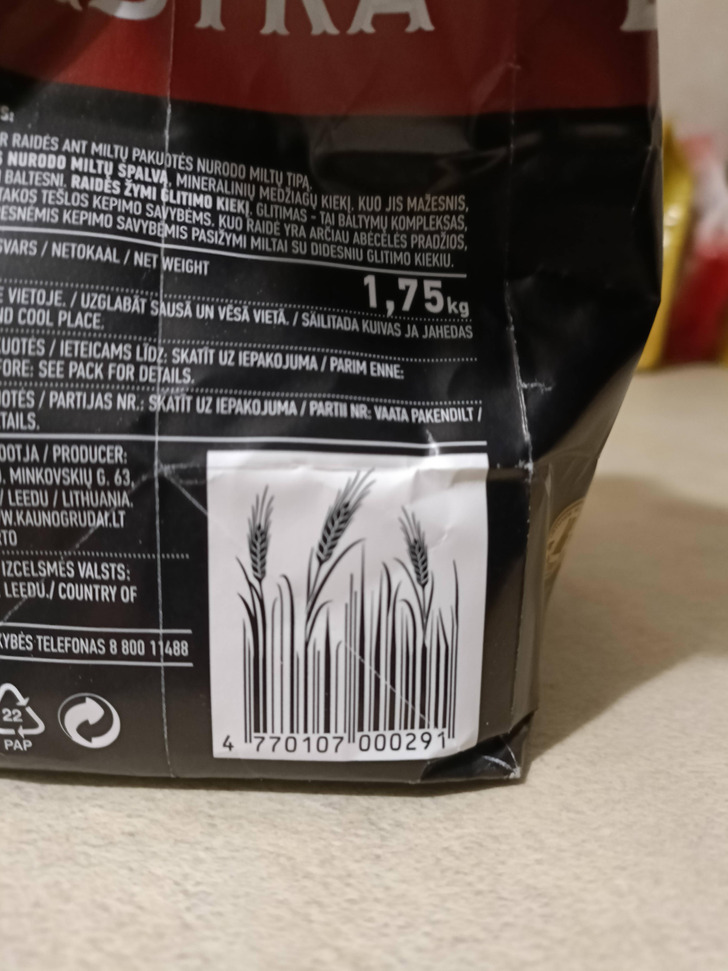 STRA
S:
R RAIDĖS ANT MILTŲ PAKUOTĖS NURODO MILTŲ TIPĄ.
S NURODO MILTŲ SPALVĄ, MINERALINIŲ MEDŽIAGŲ KIEKĮ. KUO JIS MAŽESNIS,
I BALTESNI. RAIDĖS ŽYMI GLITIMO KIEKĮ. GLITIMAS - TAI BALTYMŲ KOMPLEKSAS,
TAKOS TEŠLOS KEPIMO SAVYBĖMS. KUO RAIDĖ YRA ARČIAU ABĖCĖLĖS PRADŽIOS,
ESNĖMIS KEPIMO SAVYBĖMIS PASIŽYMI MILTAI SU DIDESNIU GLITIMO KIEKIU.
SVARS / NETOKAAL / NET WEIGHT
1,75kg
E VIETOJE. / UZGLABĀT SAUSĀ UN VĒSĀ VIETĀ. / SÄILITADA KUIVAS JA JAHEDAS
ND COOL PLACE.
UOTĖS / IETEICAMS LĪDZ: SKATĪT UZ IEPAKOJUMA / PARIM ENNE:
FORE: SEE PACK FOR DETAILS.
OTĖS / PARTIJAS NR.: SKATĪT UZ IEPAKOJUMA / PARTII NR: VAATA PAKENDILT /
TAILS.
OOTJA / PRODUCER:
. MINKOVSKIŲ G. 63,
/ LEEDU / LITHUANIA.
W.KAUNOGRUDAI.LT
TO
IZCELSMES VALSTS:
LEEDU./ COUNTRY OF
KYBĖS TELEFONAS 8 800 11488
22
PAP
4 770107 000291